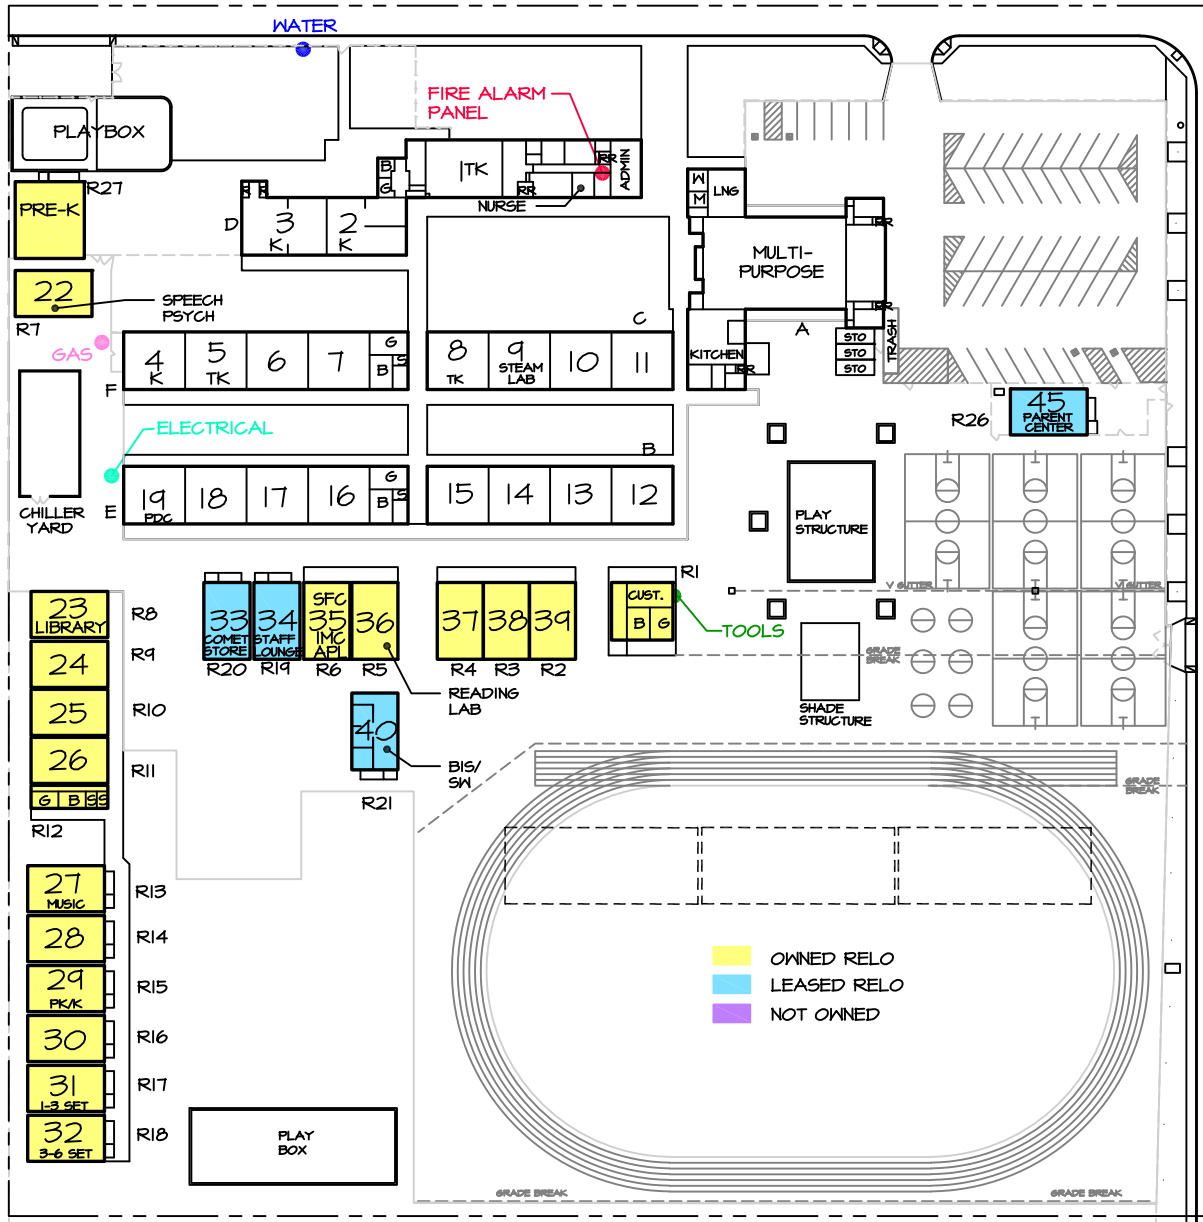 WATER
FIRE ALARM
PANEL
PLAYBOX
R27
PRE-K
B
G
1TK
RR
RR
ADMIN
NURSE
D
3
K
2
K
W
M
LNG
RR
MULTI-
PURPOSE
RR
22
SPEECH
PSYCH
R7
GAS
C
A
TRASH
STO
STO
STO
KITCHEN
RR
4
K
5
TK
6
7
G
B
S
8
TK
9
STEAM
LAB
10
11
F
45
PARENT
CENTER
R26
ELECTRICAL
B
19
PDC
18
17
16
G
B
S
15
14
13
12
E
CHILLER
YARD
PLAY
STRUCTURE
V GUTTER
V GUTTER
R1
CUST.
B
G
TOOLS
GRADE
BREAK
SHADE
STRUCTURE
23
LIBRARY
R8
24
R9
25
R10
26
R11
G
B
S
S
R12
33
COMET
STORE
R20
34
STAFF
LOUNGE
R19
SFC
35
IMC
API
R6
36
R5
READING
LAB
37
R4
38
R3
39
R2
40
BIS/
SW
R21
GRADE
BREAK
27
MUSIC
R13
28
R14
29
PK/K
R15
30
R16
31
1-3 SET
R17
32
3-6 SET
R18
OWNED RELO
LEASED RELO
NOT OWNED
PLAY
BOX
GRADE BREAK
GRADE BREAK